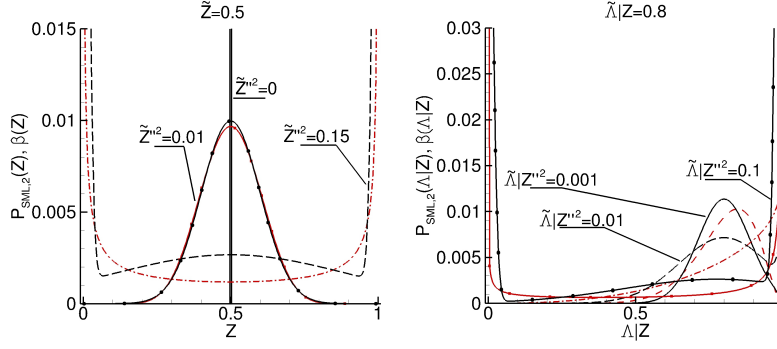 Z̃=0.5
P_SML,2(Z), β(Z)
0.015
0.01
0.005
0
Z̃"²=0
Z̃"²=0.01
Z̃"²=0.15
0 0.5 1
Z
Λ̃|Z=0.8
P_SML,2(Λ|Z), β(Λ|Z)
0.03
0.025
0.02
0.015
0.01
0.005
0
Λ̃|Z"²=0.001
Λ̃|Z"²=0.1
Λ̃|Z"²=0.01
0 0.5
Λ|Z